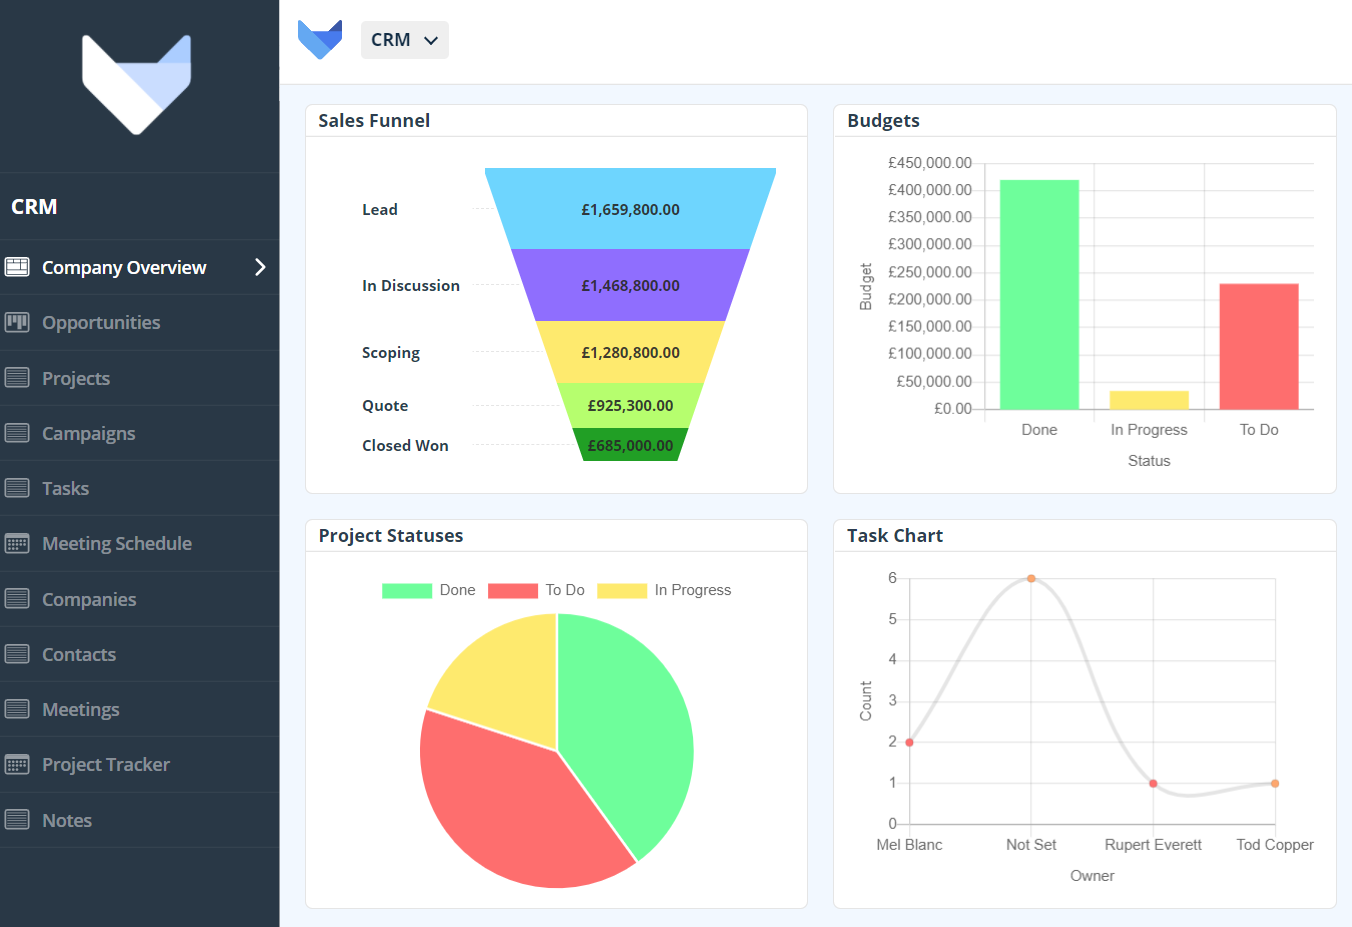 CRM
CRM
Company Overview
Opportunities
Projects
Campaigns
Tasks
Meeting Schedule
Companies
Contacts
Meetings
Project Tracker
Notes
Sales Funnel
Lead £1,659,800.00
In Discussion £1,468,800.00
Scoping £1,280,800.00
Quote £925,300.00
Closed Won £685,000.00
Budgets
£450,000.00
£400,000.00
£350,000.00
£300,000.00
£250,000.00
£200,000.00
£150,000.00
£100,000.00
£50,000.00
£0.00
Budget
Done In Progress To Do
Status
Project Statuses
Done To Do In Progress
Task Chart
6
5
4
3
2
1
0
Count
Mel Blanc Not Set Rupert Everett Tod Copper
Owner